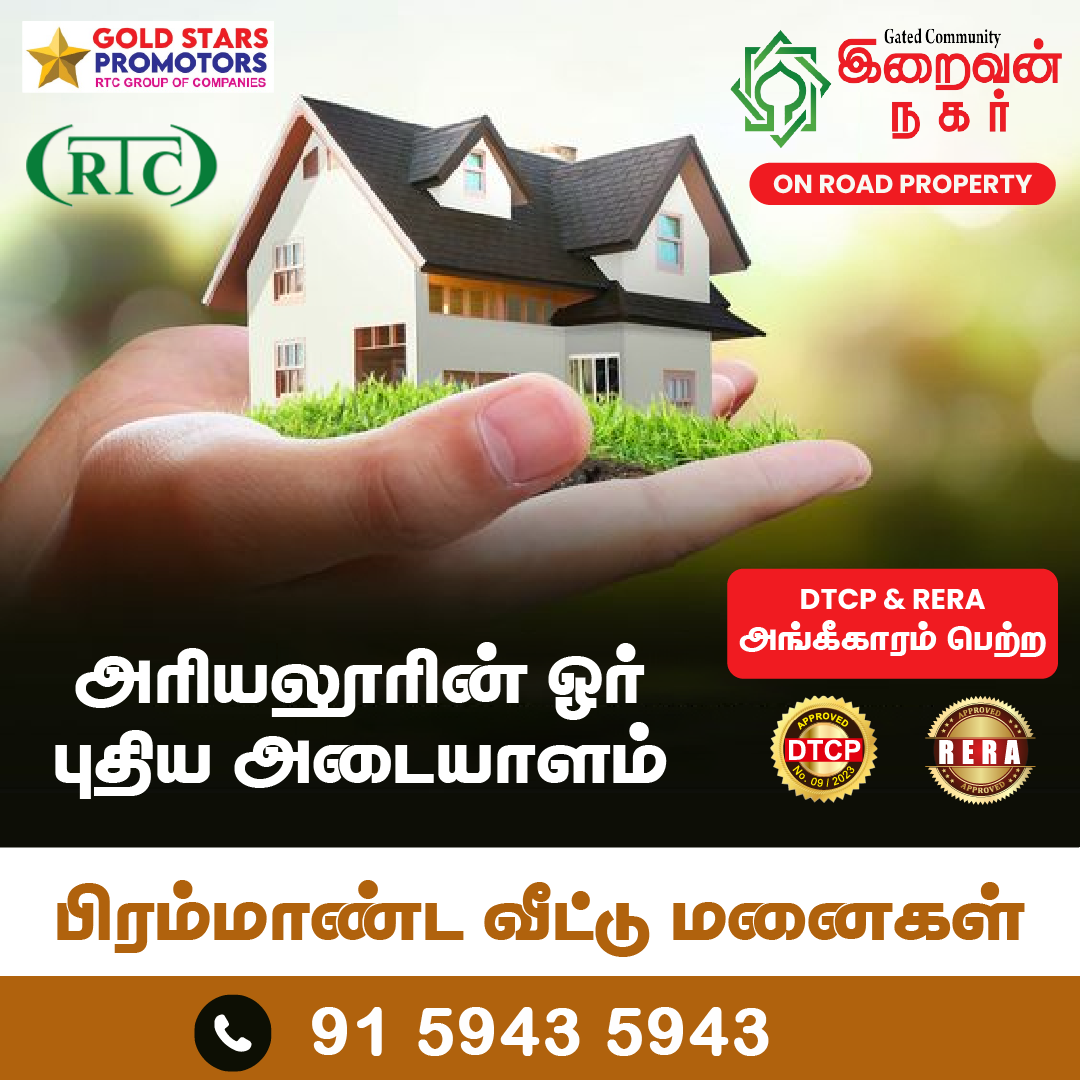 GOLD STARS
PROMOTORS
RTC GROUP OF COMPANIES
RTC
Gated Community
இறைவன்
நகர்
ON ROAD PROPERTY
DTCP & RERA
அங்கீகாரம் பெற்ற
அரியலூரின் ஓர்
புதிய அடையாளம்
APPROVED
DTCP
No. 09 / 2023
APPROVED
RERA
APPROVED
பிரம்மாண்ட வீட்டு மனைகள்
91 5943 5943